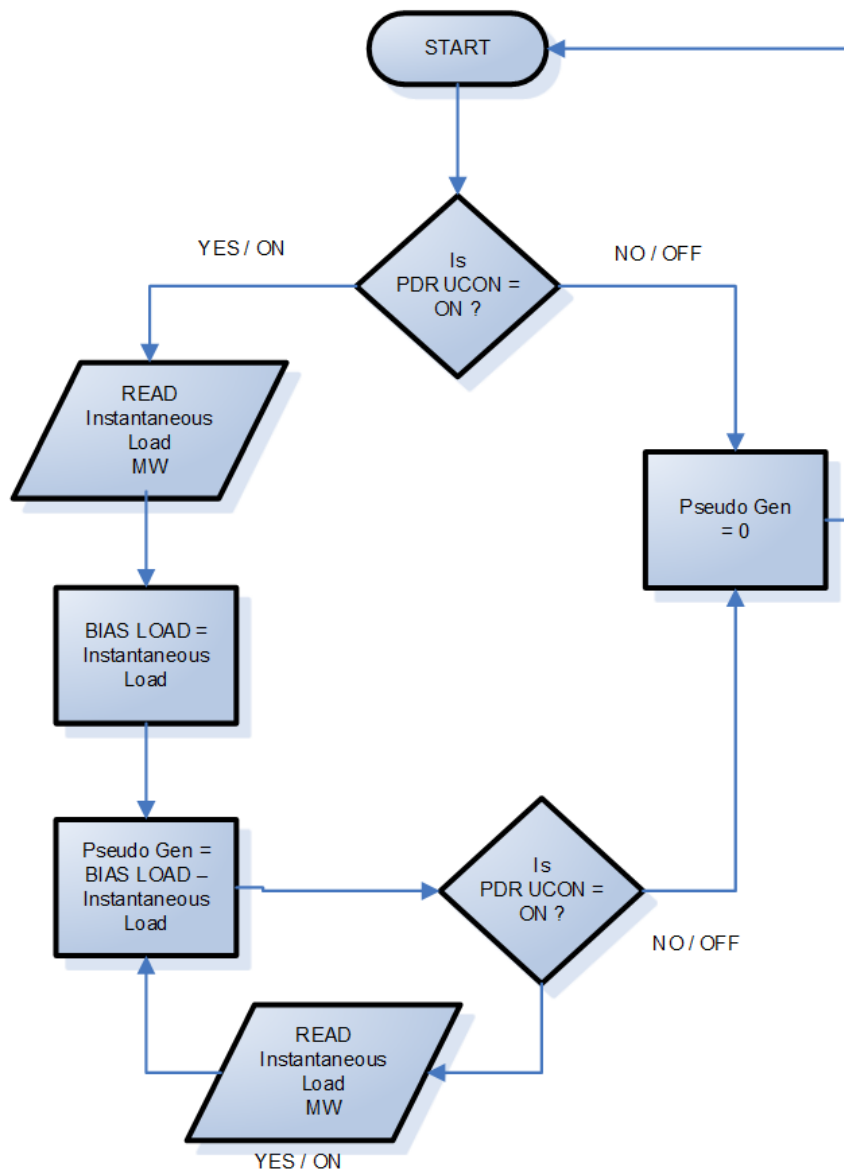 START
YES / ON
Is
PDR UCON =
ON ?
NO / OFF
READ
Instantaneous
Load
MW
Pseudo Gen
= 0
BIAS LOAD =
Instantaneous
Load
Pseudo Gen =
BIAS LOAD –
Instantaneous
Load
Is
PDR UCON =
ON ?
NO / OFF
READ
Instantaneous
Load
MW
YES / ON